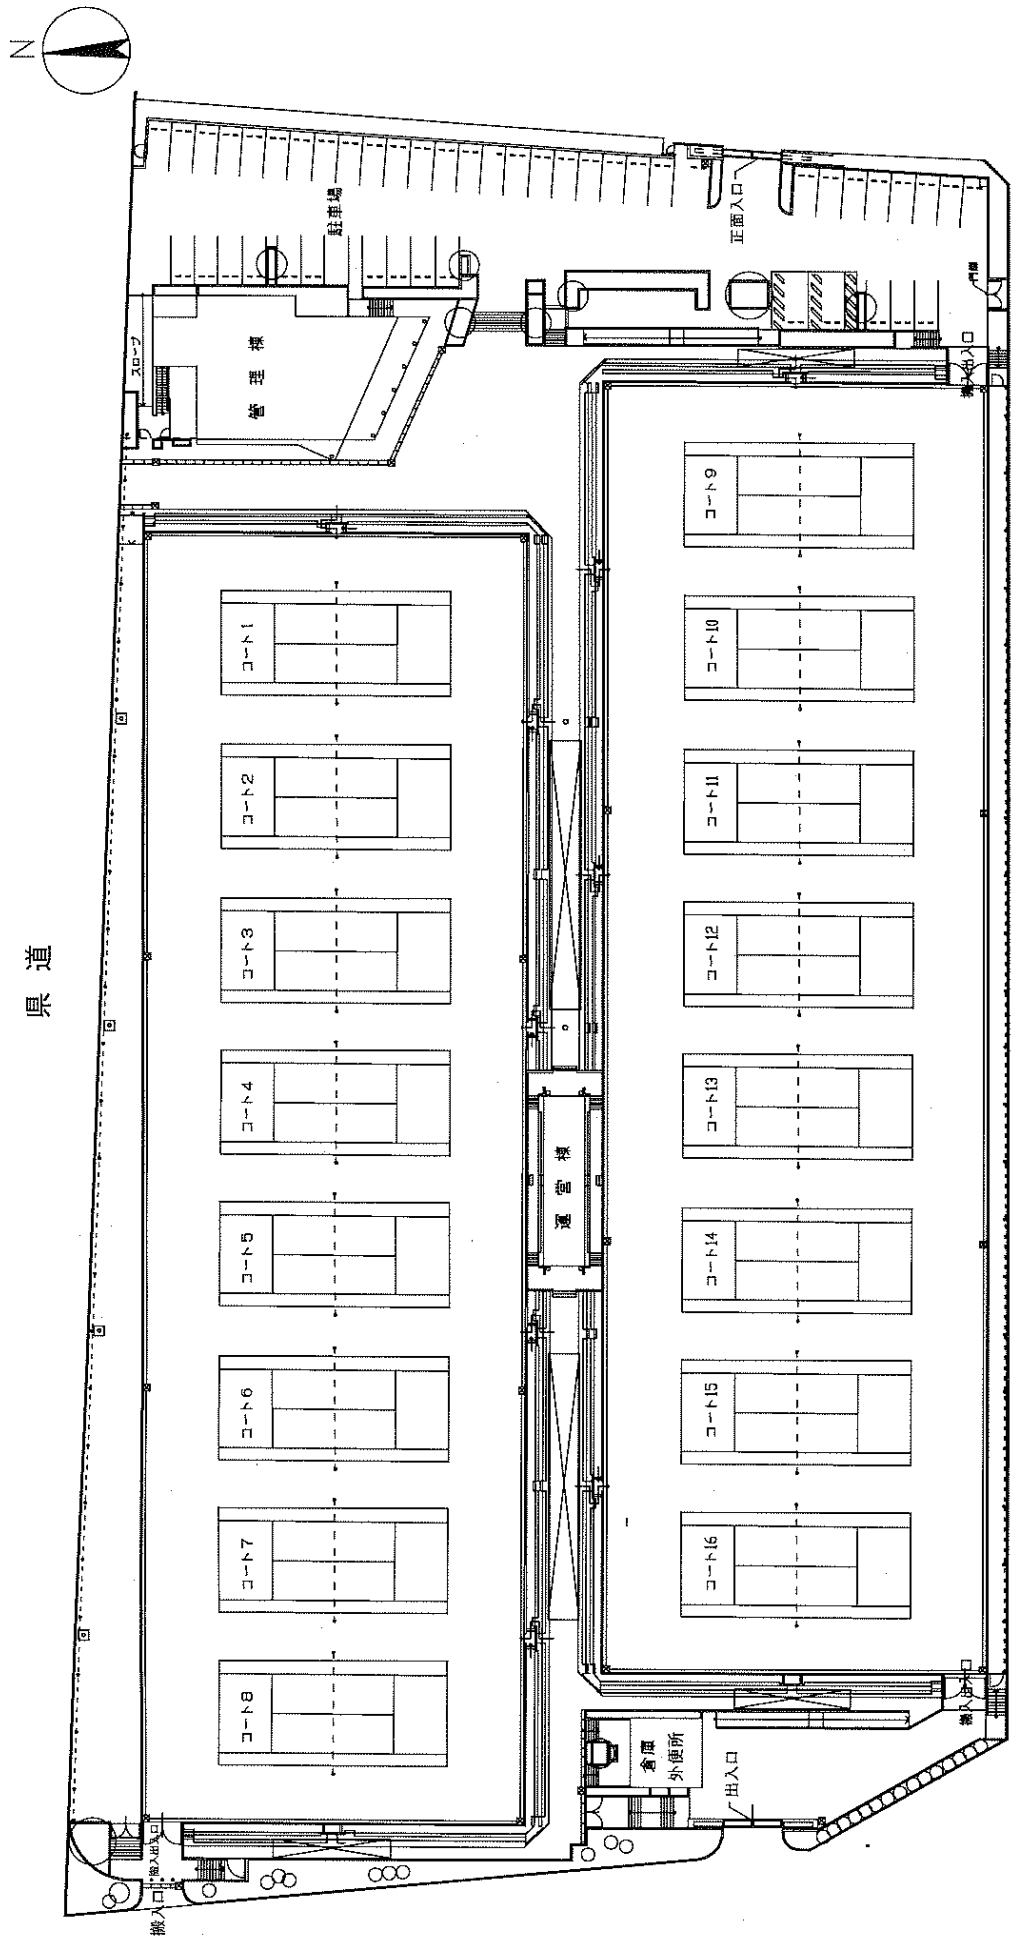 N
県道
駐車場
正面入口
門扉
スロープ
管理棟
搬入出入口
コート1
コート2
コート3
コート4
コート5
コート6
コート7
コート8
コート9
コート10
コート11
コート12
コート13
コート14
コート15
コート16
運営棟
搬入出入口
倉庫
外便所
出入口
搬入出入口
搬入口